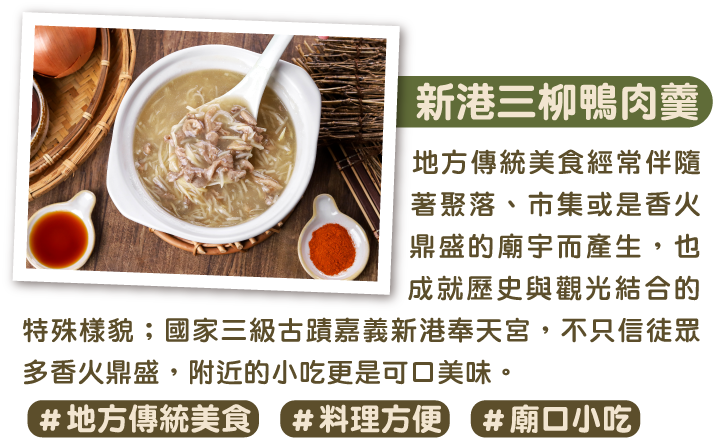 新港三柳鴨肉羹
地方傳統美食經常伴隨
著聚落、市集或是香火
鼎盛的廟宇而產生，也
成就歷史與觀光結合的
特殊樣貌；國家三級古蹟嘉義新港奉天宮，不只信徒眾
多香火鼎盛，附近的小吃更是可口美味。
#地方傳統美食 #料理方便 #廟口小吃